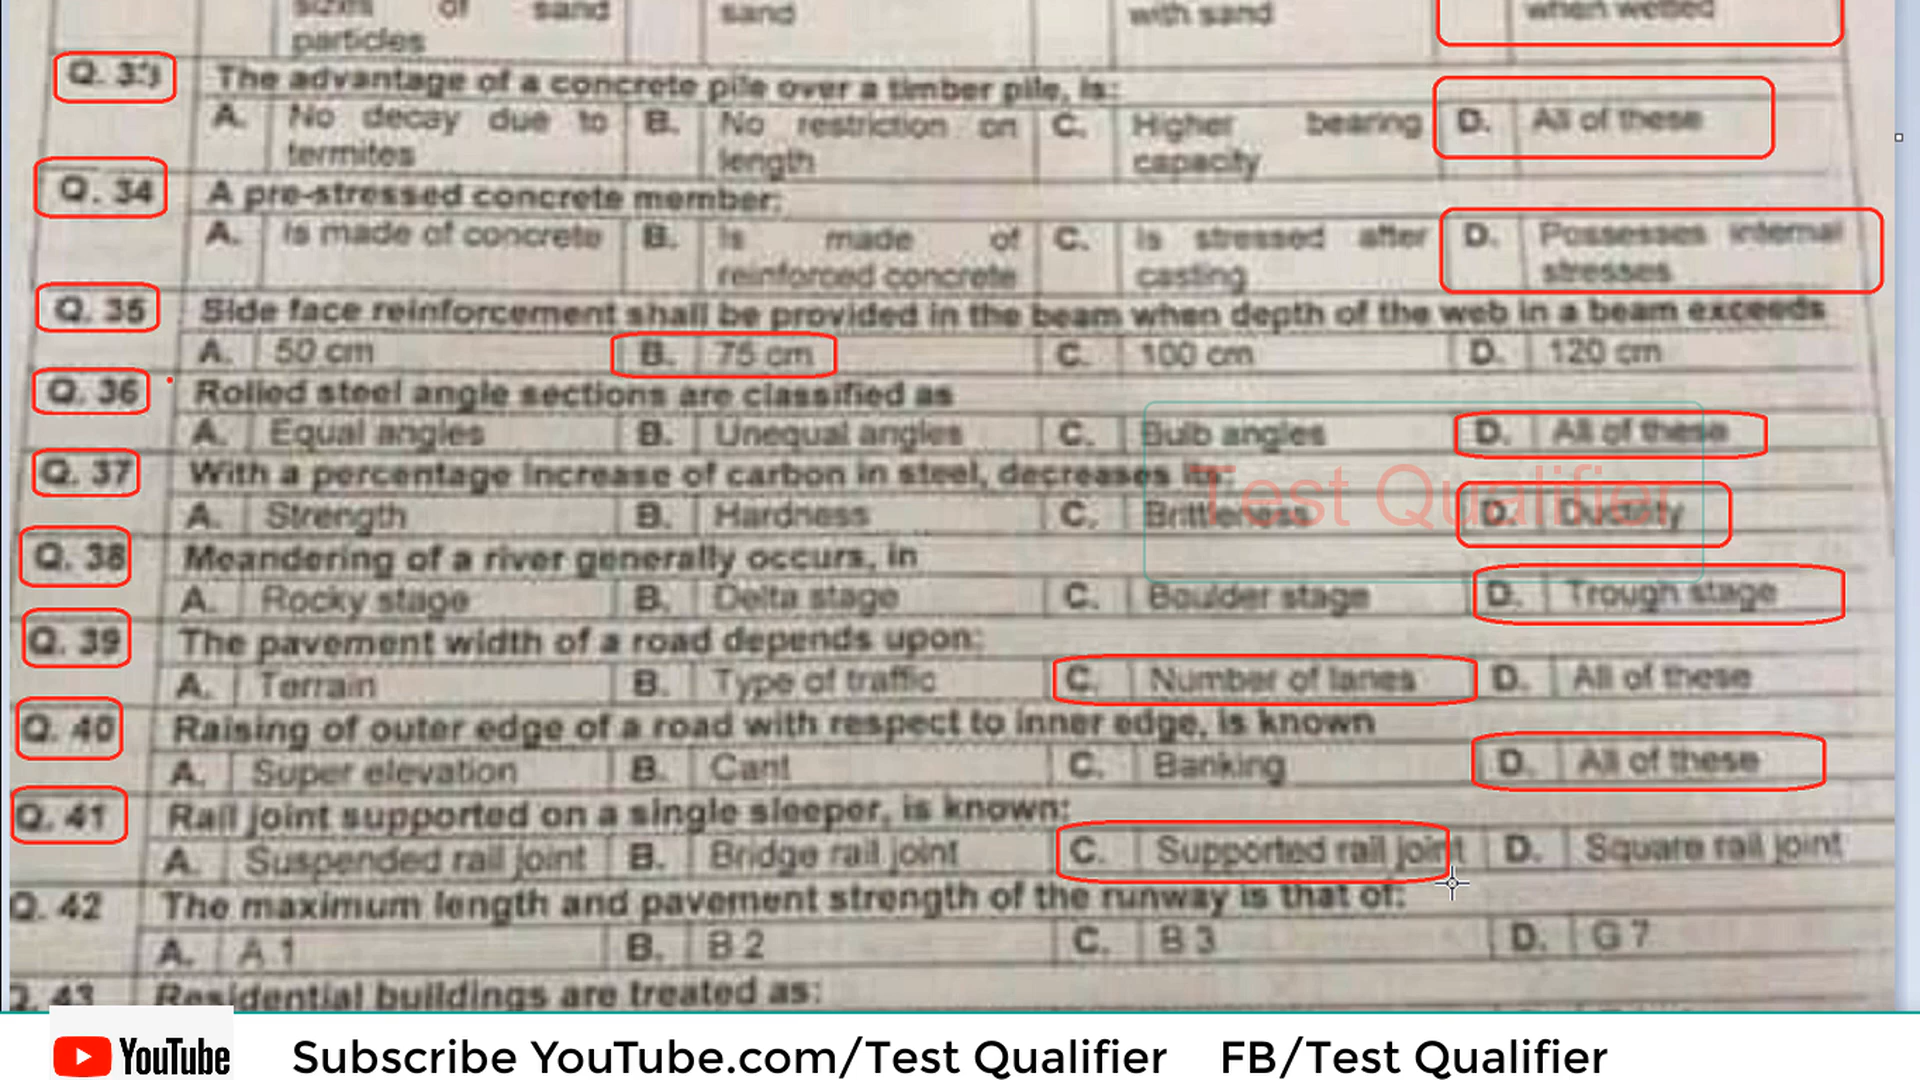 sizes of sand particles
sand
with sand
when wetted
Q. 33 The advantage of a concrete pile over a timber pile, is:
A. No decay due to termites B. No restriction on length C. Higher bearing capacity D. All of these
Q. 34 A pre-stressed concrete member:
A. Is made of concrete B. Is made of reinforced concrete C. Is stressed after casting D. Possesses internal stresses
Q. 35 Side face reinforcement shall be provided in the beam when depth of the web in a beam exceeds
A. 50 cm B. 75 cm C. 100 cm D. 120 cm
Q. 36 Rolled steel angle sections are classified as
A. Equal angles B. Unequal angles C. Bulb angles D. All of these
Q. 37 With a percentage increase of carbon in steel, decreases its:
A. Strength B. Hardness C. Brittleness D. Ductility
Test Qualifier
Q. 38 Meandering of a river generally occurs, in
A. Rocky stage B. Delta stage C. Boulder stage D. Trough stage
Q. 39 The pavement width of a road depends upon:
A. Terrain B. Type of traffic C. Number of lanes D. All of these
Q. 40 Raising of outer edge of a road with respect to inner edge, is known
A. Super elevation B. Cant C. Banking D. All of these
Q. 41 Rail joint supported on a single sleeper, is known:
A. Suspended rail joint B. Bridge rail joint C. Supported rail joint D. Square rail joint
Q. 42 The maximum length and pavement strength of the runway is that of:
A. A 1 B. B 2 C. B 3 D. G 7
Q. 43 Residential buildings are treated as:
YouTube Subscribe YouTube.com/Test Qualifier FB/Test Qualifier